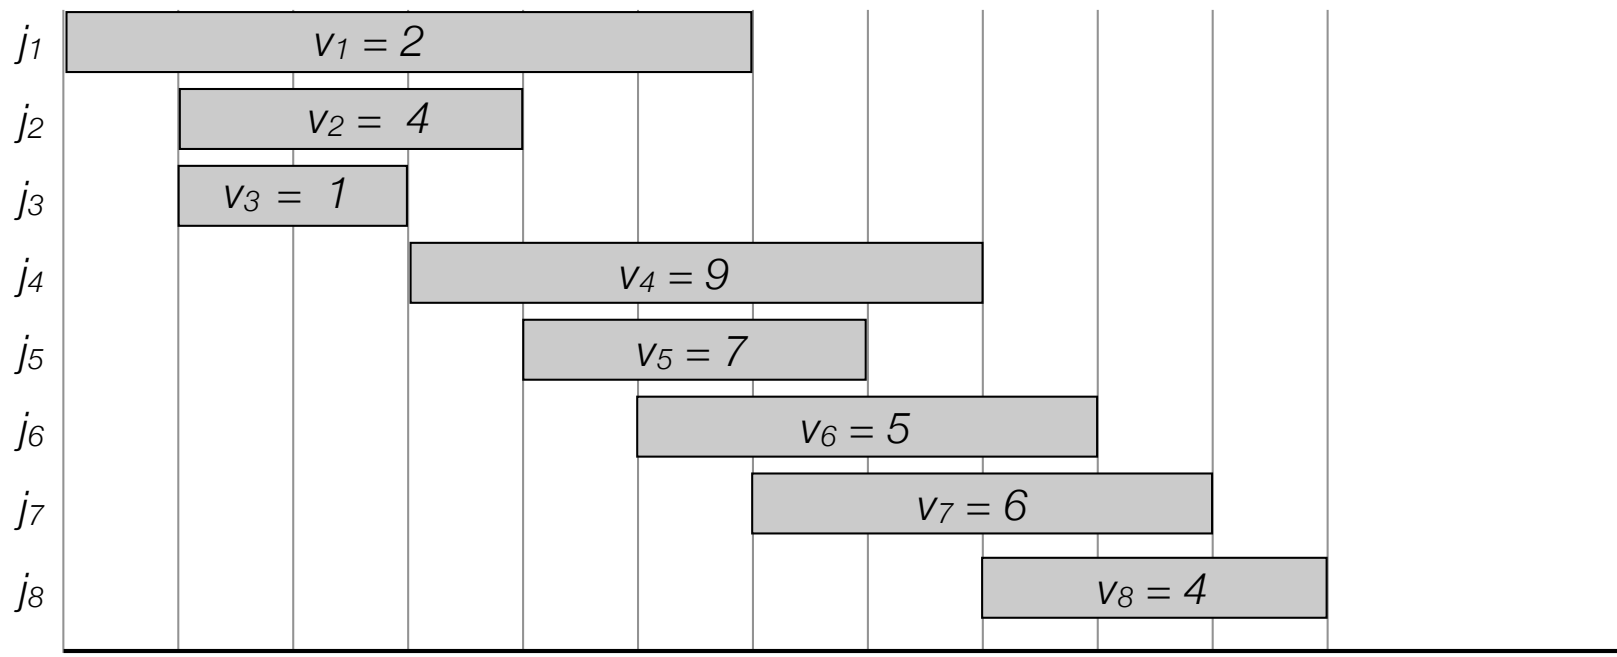 j1 v1 = 2
j2 v2 = 4
j3 v3 = 1
j4 v4 = 9
j5 v5 = 7
j6 v6 = 5
j7 v7 = 6
j8 v8 = 4